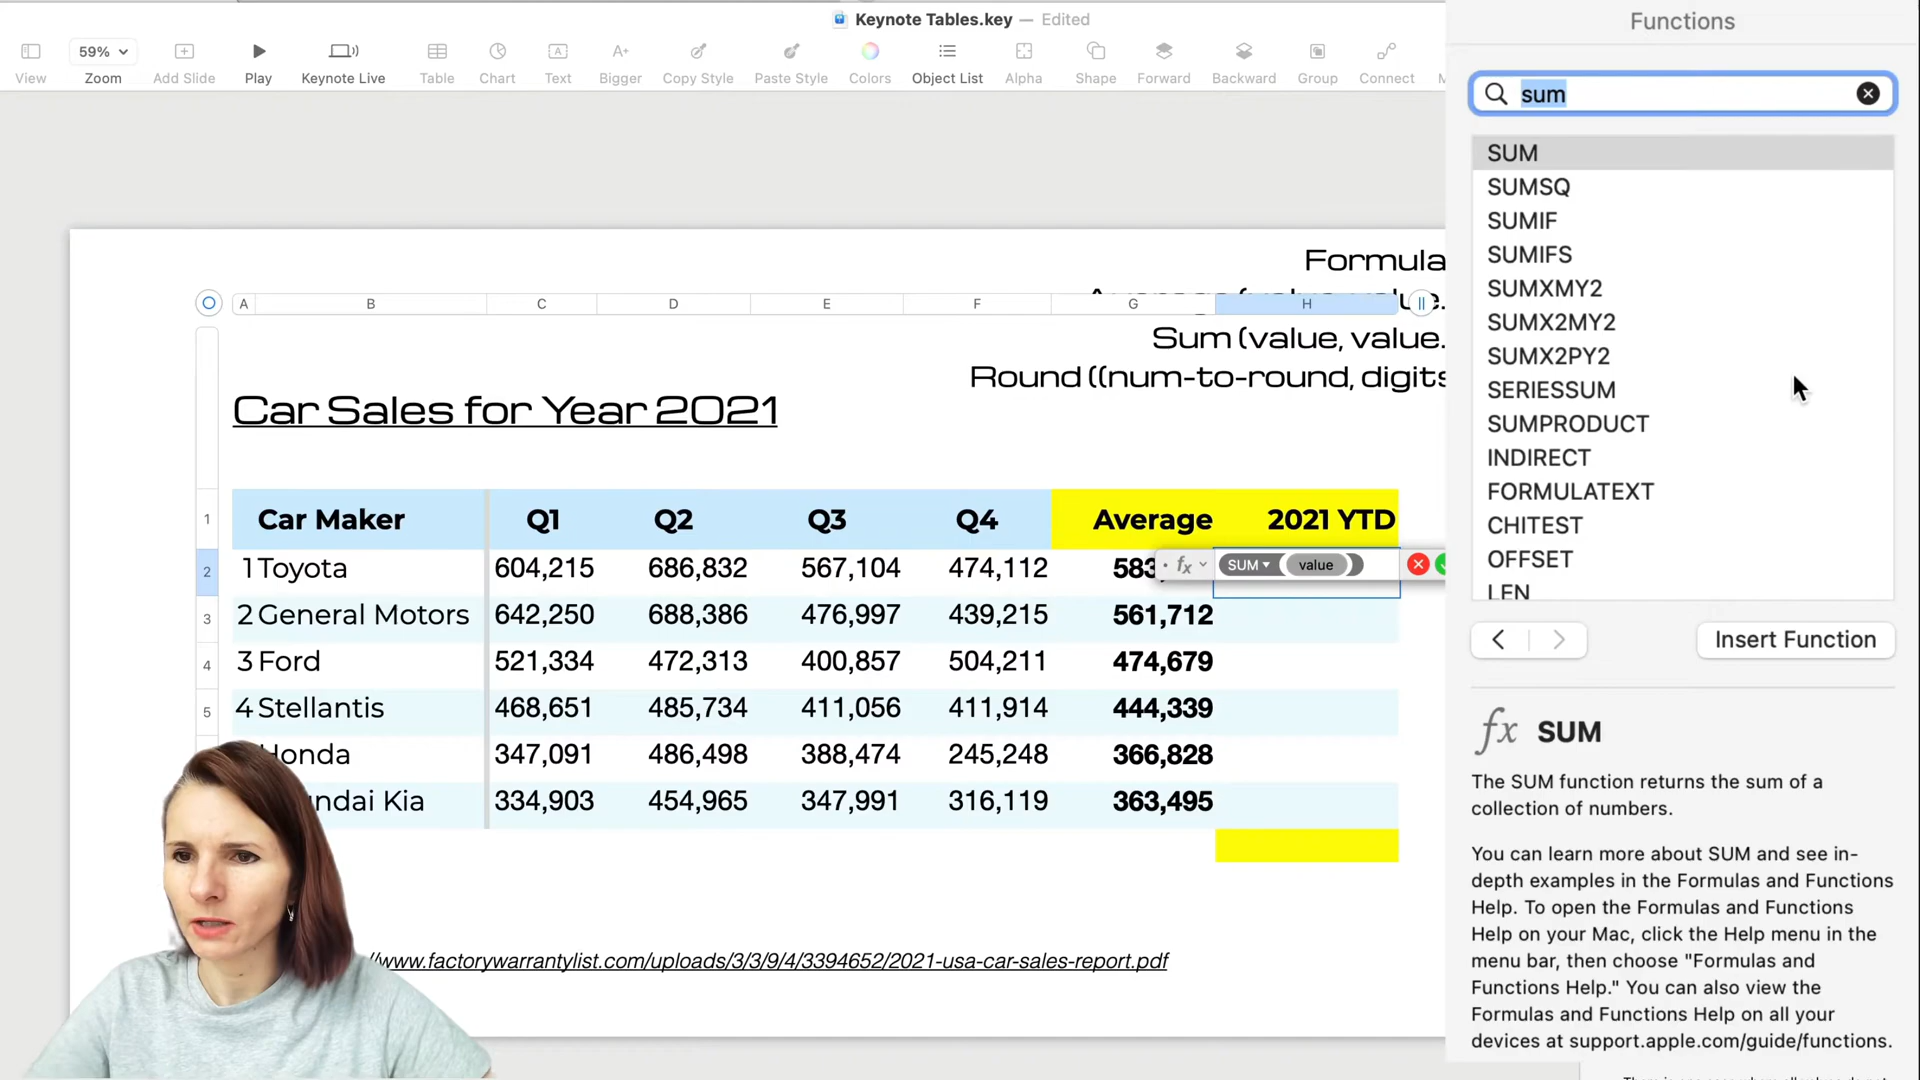 Keynote Tables.key — Edited
Functions
59%
View Zoom Add Slide Play Keynote Live Table Chart Text Bigger Copy Style Paste Style Colors Object List Alpha Shape Forward Backward Group Connect
sum
SUM
SUMSQ
SUMIF
SUMIFS
SUMXMY2
SUMX2MY2
SUMX2PY2
SERIESSUM
SUMPRODUCT
INDIRECT
FORMULATEXT
CHITEST
OFFSET
LEN
Insert Function
fx SUM
The SUM function returns the sum of a
collection of numbers.
You can learn more about SUM and see in-
depth examples in the Formulas and Functions
Help. To open the Formulas and Functions
Help on your Mac, click the Help menu in the
menu bar, then choose "Formulas and
Functions Help." You can also view the
Formulas and Functions Help on all your
devices at support.apple.com/guide/functions.
Formula
A B C D E F G H
Sum (value, value.
Round ((num-to-round, digits
Car Sales for Year 2021
1 Car Maker Q1 Q2 Q3 Q4 Average 2021 YTD
2 1 Toyota 604,215 686,832 567,104 474,112 583, fx SUM value
3 2 General Motors 642,250 688,386 476,997 439,215 561,712
4 3 Ford 521,334 472,313 400,857 504,211 474,679
5 4 Stellantis 468,651 485,734 411,056 411,914 444,339
onda 347,091 486,498 388,474 245,248 366,828
ndai Kia 334,903 454,965 347,991 316,119 363,495
/www.factorywarrantylist.com/uploads/3/3/9/4/3394652/2021-usa-car-sales-report.pdf